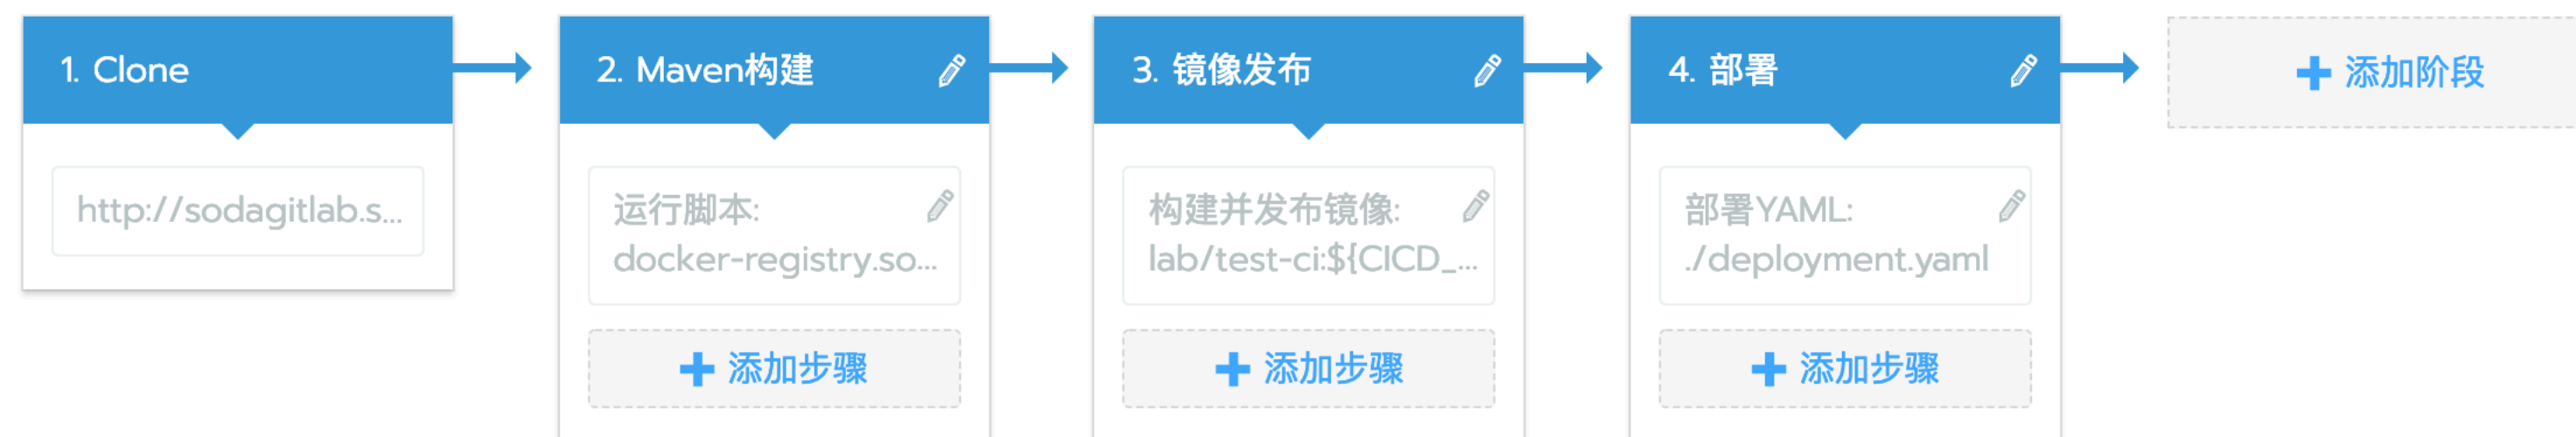 1. Clone
http://sodagitlab.s...
2. Maven构建
运行脚本:
docker-registry.so...
添加步骤
3. 镜像发布
构建并发布镜像:
lab/test-ci:${CICD_...
添加步骤
4. 部署
部署YAML:
./deployment.yaml
添加步骤
添加阶段